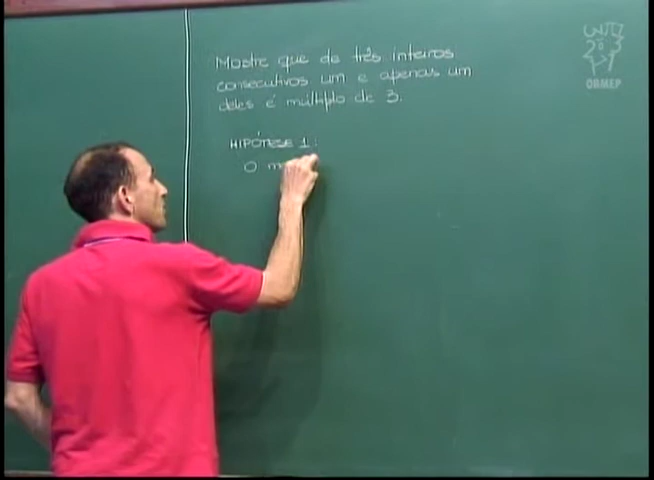 Mostre que de três inteiros
consecutivos um e apenas um
deles é múltiplo de 3.
HIPÓTESE 1:
O
OBMEP